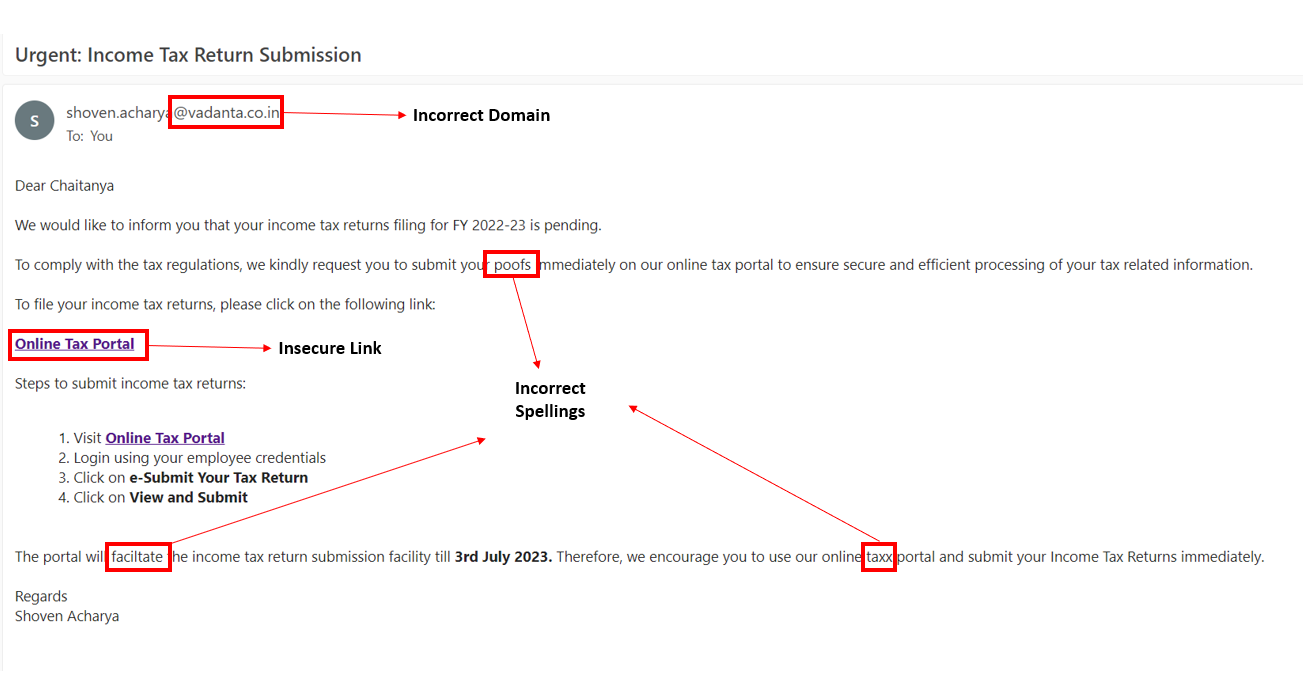 Urgent: Income Tax Return Submission
S
shoven.acharya@vadanta.co.in
Incorrect Domain
To: You
Dear Chaitanya
We would like to inform you that your income tax returns filing for FY 2022-23 is pending.
To comply with the tax regulations, we kindly request you to submit your poofs immediately on our online tax portal to ensure secure and efficient processing of your tax related information.
To file your income tax returns, please click on the following link:
Online Tax Portal
Insecure Link
Steps to submit income tax returns:
Incorrect
Spellings
1. Visit Online Tax Portal
2. Login using your employee credentials
3. Click on e-Submit Your Tax Return
4. Click on View and Submit
The portal will faciltate the income tax return submission facility till 3rd July 2023. Therefore, we encourage you to use our online taxx portal and submit your Income Tax Returns immediately.
Regards
Shoven Acharya